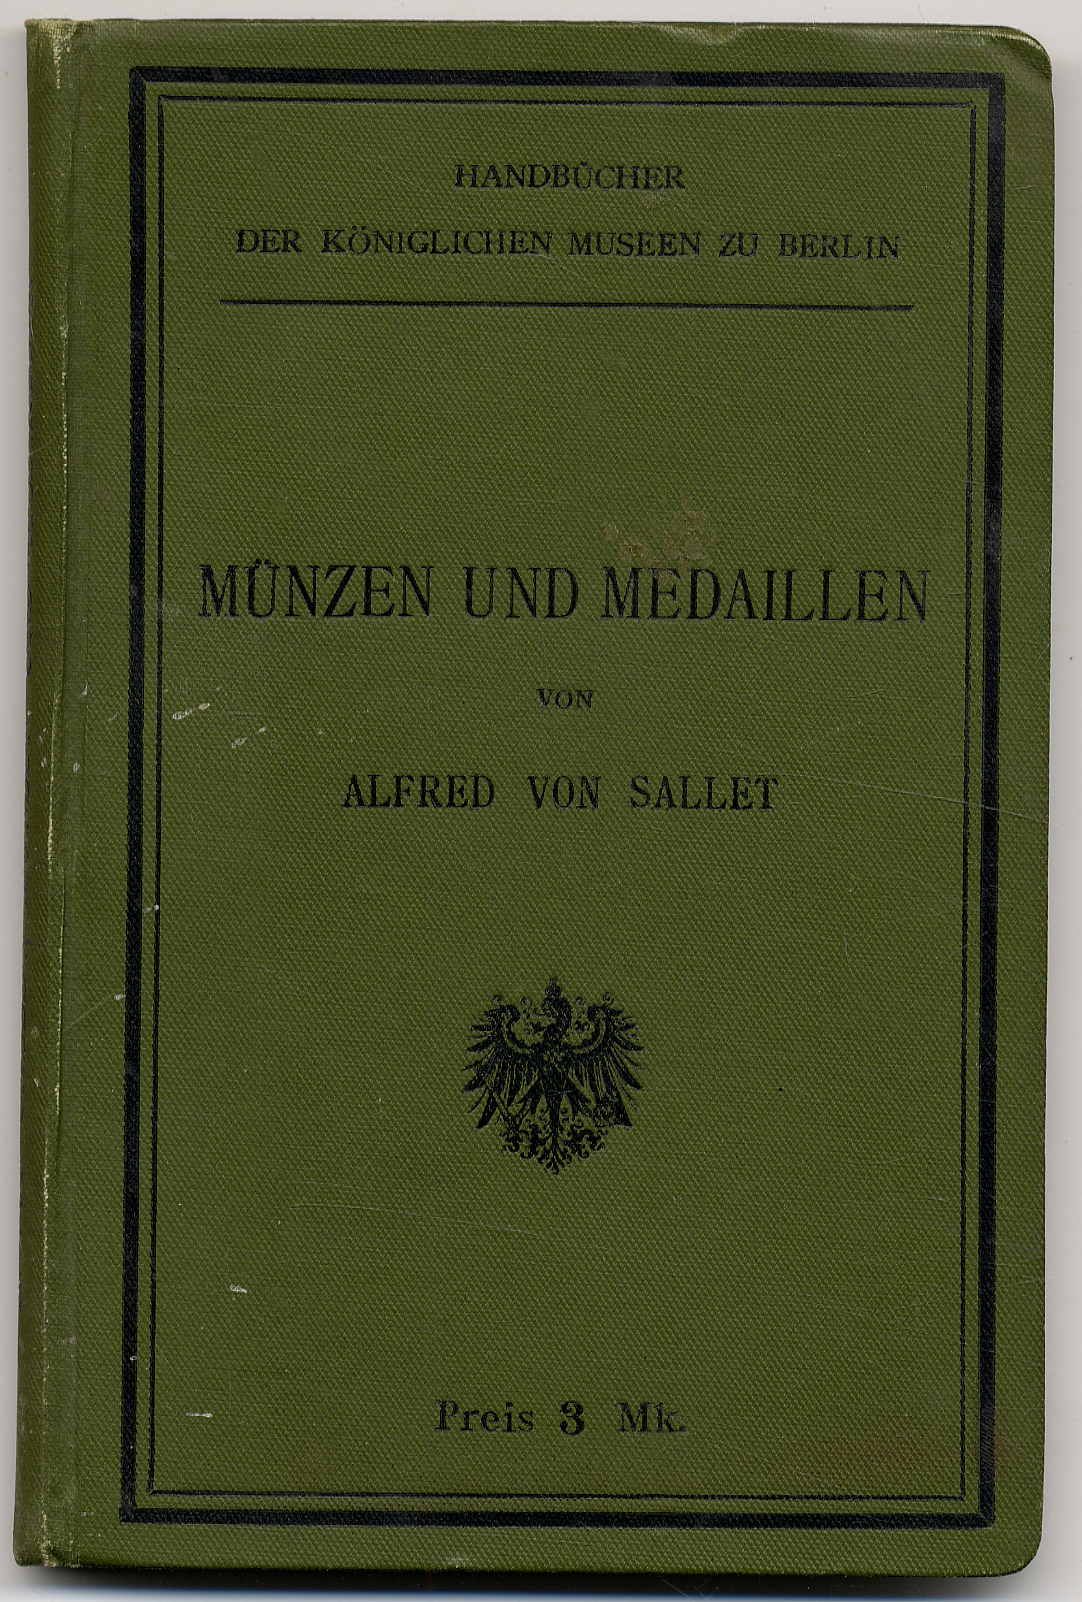 HANDBÜCHER
DER KÖNIGLICHEN MUSEEN ZU BERLIN
MÜNZEN UND MEDAILLEN
VON
ALFRED VON SALLET
Preis 3 Mk.